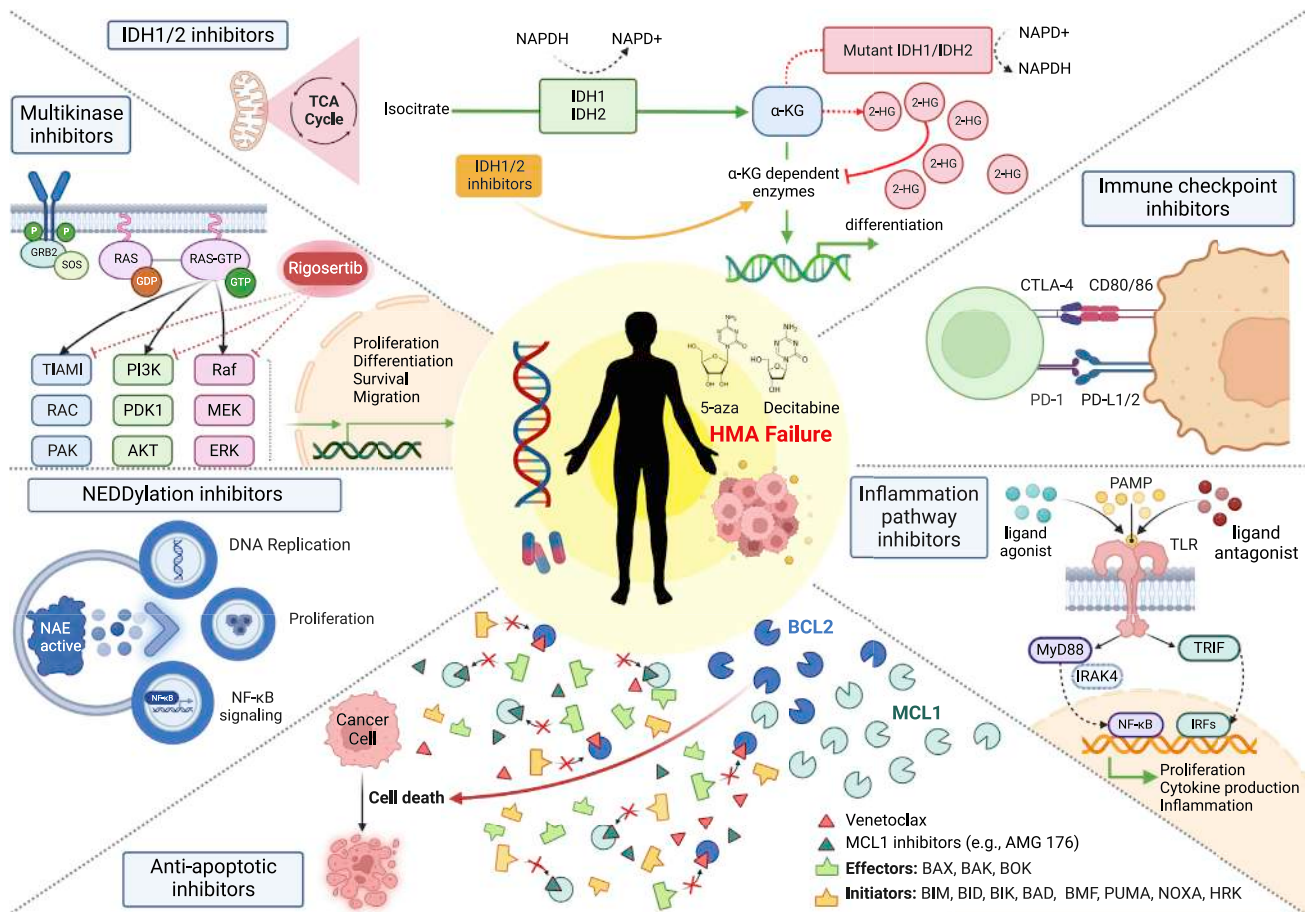 IDH1/2 inhibitors
TCA
Cycle
NAPDH
NAPD+
Isocitrate
IDH1
IDH2
α-KG
Mutant IDH1/IDH2
NAPD+
NAPDH
2-HG
2-HG
2-HG
2-HG
2-HG
2-HG
IDH1/2
inhibitors
α-KG dependent
enzymes
differentiation
Multikinase
inhibitors
P
P
GRB2
SOS
RAS
GDP
RAS-GTP
GTP
Rigosertib
TIAMI
PI3K
Raf
RAC
PDK1
MEK
PAK
AKT
ERK
Proliferation
Differentiation
Survival
Migration
Immune checkpoint
inhibitors
CTLA-4
CD80/86
PD-1
PD-L1/2
NH₂
N
N
O
HO
O
OH OH
NH₂
N
N
O
HO
O
OH
5-aza
Decitabine
HMA Failure
NEDDylation inhibitors
DNA Replication
NAE
active
Proliferation
NF-κB
NF-κB
signaling
Inflammation
pathway
inhibitors
PAMP
ligand
agonist
TLR
ligand
antagonist
MyD88
TRIF
IRAK4
NF-κB
IRFs
Proliferation
Cytokine production
Inflammation
BCL2
MCL1
Cancer
Cell
Cell death
Anti-apoptotic
inhibitors
Venetoclax
MCL1 inhibitors (e.g., AMG 176)
Effectors: BAX, BAK, BOK
Initiators: BIM, BID, BIK, BAD, BMF, PUMA, NOXA, HRK